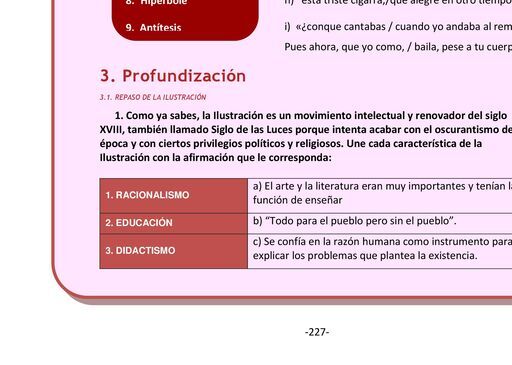 8. Hipérbole
esta triste cigarra,/que alegre en otro tiempo
9. Antítesis
i) «¿conque cantabas / cuando yo andaba al rem
Pues ahora, que yo como, / baila, pese a tu cuerp
3. Profundización
3.1. REPASO DE LA ILUSTRACIÓN
1. Como ya sabes, la Ilustración es un movimiento intelectual y renovador del siglo
XVIII, también llamado Siglo de las Luces porque intenta acabar con el oscurantismo de
época y con ciertos privilegios políticos y religiosos. Une cada característica de la
Ilustración con la afirmación que le corresponda:
1. RACIONALISMO
a) El arte y la literatura eran muy importantes y tenían l
función de enseñar
2. EDUCACIÓN
b) "Todo para el pueblo pero sin el pueblo".
3. DIDACTISMO
c) Se confía en la razón humana como instrumento para
explicar los problemas que plantea la existencia.
-227-